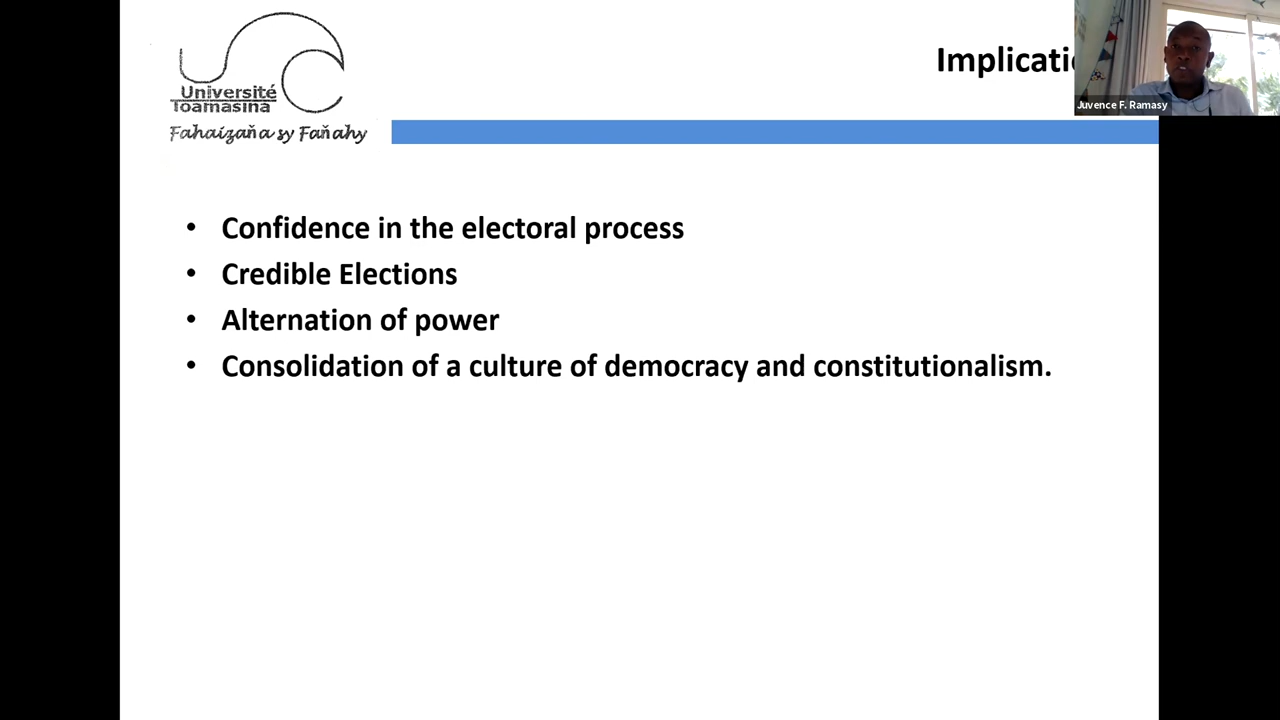 Université
Toamasina
Fahaizaña sy Fañahy
Juvence F. Ramasy
• Confidence in the electoral process
• Credible Elections
• Alternation of power
• Consolidation of a culture of democracy and constitutionalism.